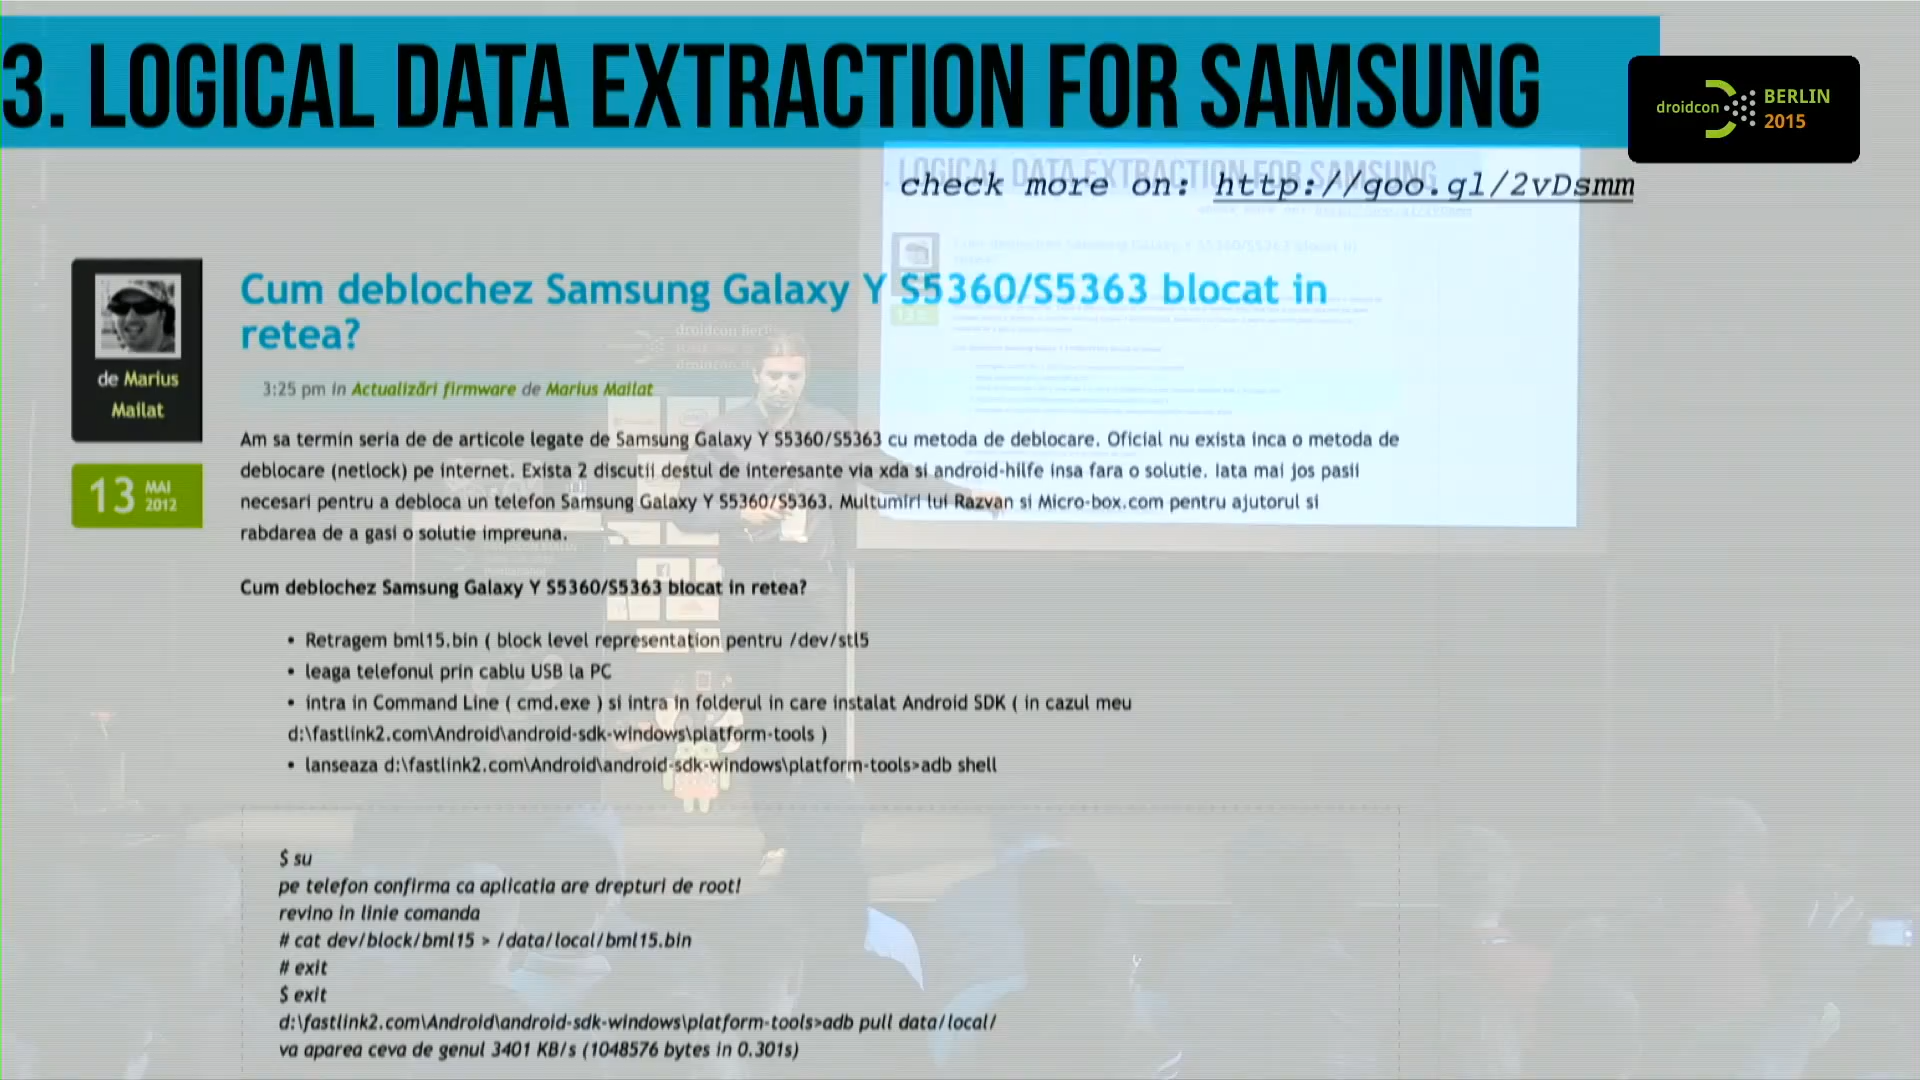 3. LOGICAL DATA EXTRACTION FOR SAMSUNG
droidcon BERLIN 2015
check more on: http://goo.gl/2vDsmm
Cum deblochez Samsung Galaxy Y S5360/S5363 blocat in
retea?
de Marius
Mailat
3:25 pm in Actualizări firmware de Marius Mailat
13 MAI 2012
Am sa termin seria de de articole legate de Samsung Galaxy Y S5360/S5363 cu metoda de deblocare. Oficial nu exista inca o metoda de
deblocare (netlock) pe internet. Exista 2 discutii destul de interesante via xda si android-hilfe insa fara o solutie. Iata mai jos pasii
necesari pentru a debloca un telefon Samsung Galaxy Y S5360/S5363. Multumiri lui Razvan si Micro-box.com pentru ajutorul si
rabdarea de a gasi o solutie impreuna.
Cum deblochez Samsung Galaxy Y S5360/S5363 blocat in retea?
• Retragem bml15.bin ( block level representation pentru /dev/stl5
• leaga telefonul prin cablu USB la PC
• intra in Command Line ( cmd.exe ) si intra in folderul in care instalat Android SDK ( in cazul meu
d:\fastlink2.com\Android\android-sdk-windows\platform-tools )
• lanseaza d:\fastlink2.com\Android\android-sdk-windows\platform-tools>adb shell
$ su
pe telefon confirma ca aplicatia are drepturi de root!
revino in linie comanda
# cat dev/block/bml15 > /data/local/bml15.bin
# exit
$ exit
d:\fastlink2.com\Android\android-sdk-windows\platform-tools>adb pull data/local/
va aparea ceva de genul 3401 KB/s (1048576 bytes in 0.301s)